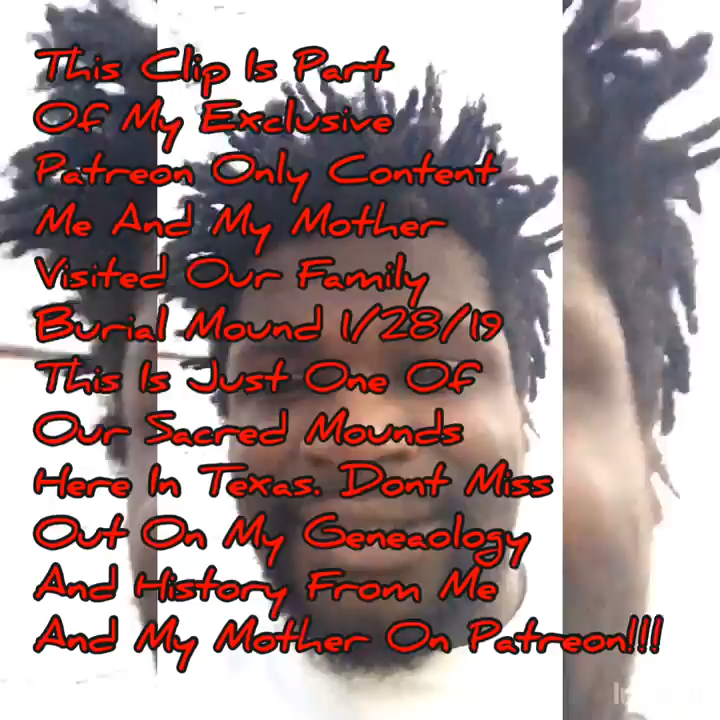 This Clip Is Part
Of My Exclusive
Patreon Only Content
Me And My Mother
Visited Our Family
Burial Mound 1/28/19
This Is Just One Of
Our Sacred Mounds
Here In Texas. Dont Miss
Out On My Geneaology
And History From Me
And My Mother On Patreon!!!